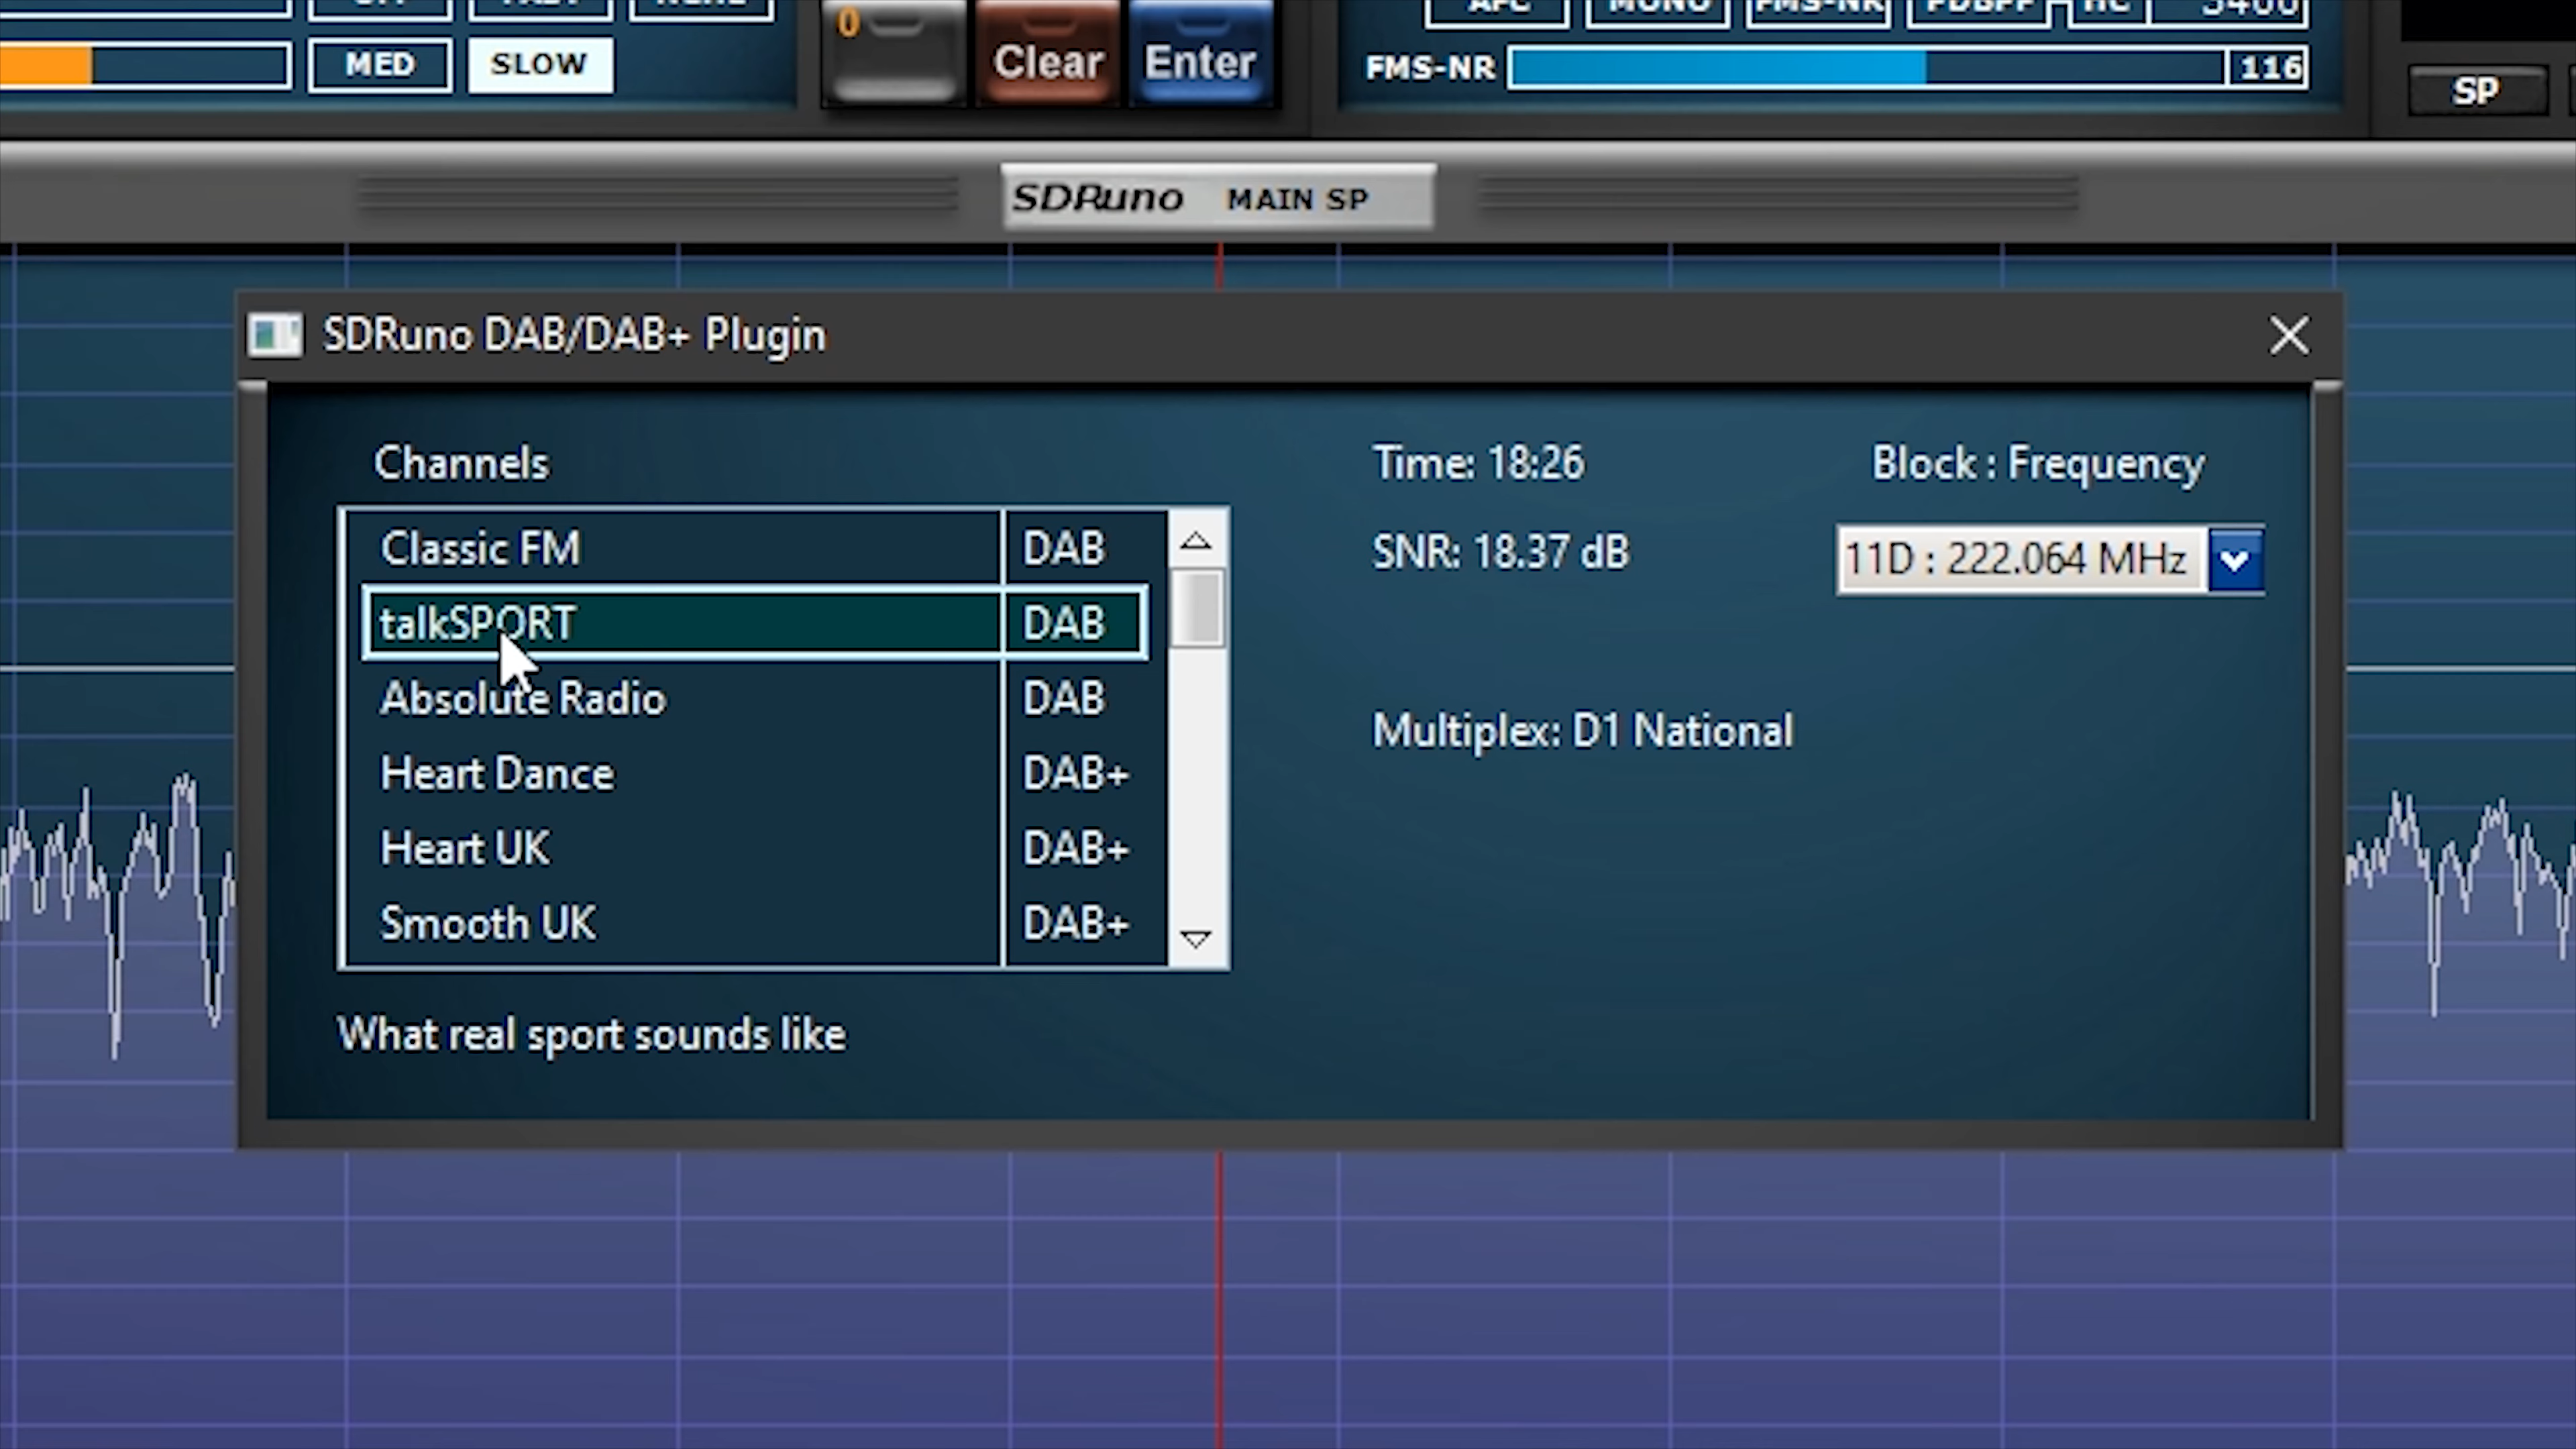 MED
SLOW
0
Clear
Enter
FMS-NR
116
SP
SDRuno MAIN SP
SDRuno DAB/DAB+ Plugin
Channels
Time: 18:26
Block : Frequency
Classic FM DAB
SNR: 18.37 dB
11D : 222.064 MHz
talkSPORT DAB
Absolute Radio DAB
Multiplex: D1 National
Heart Dance DAB+
Heart UK DAB+
Smooth UK DAB+
What real sport sounds like